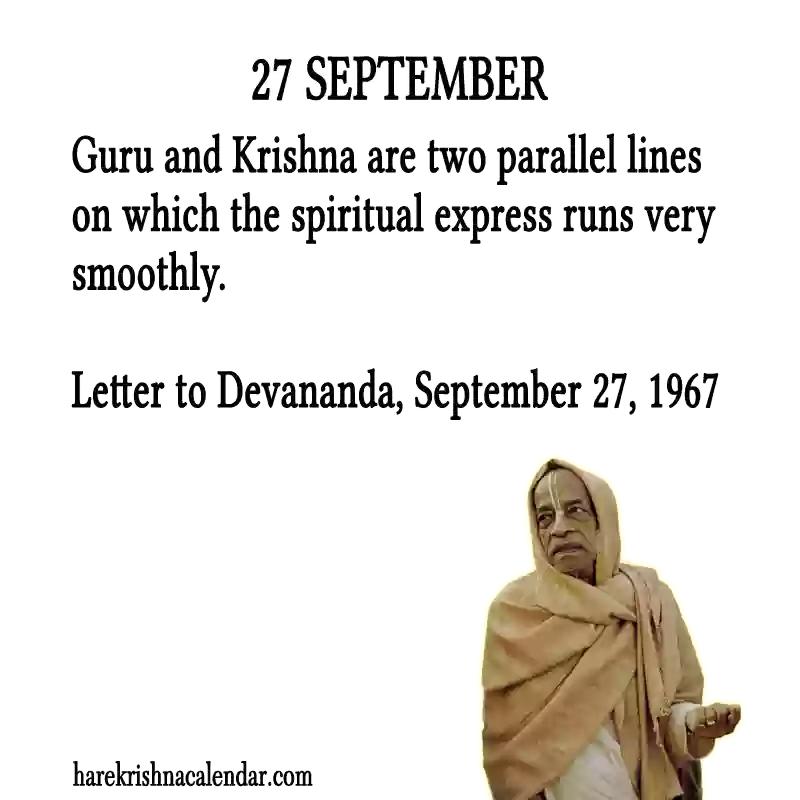 27 SEPTEMBER
Guru and Krishna are two parallel lines
on which the spiritual express runs very
smoothly.
Letter to Devananda, September 27, 1967
harekrishnacalendar.com